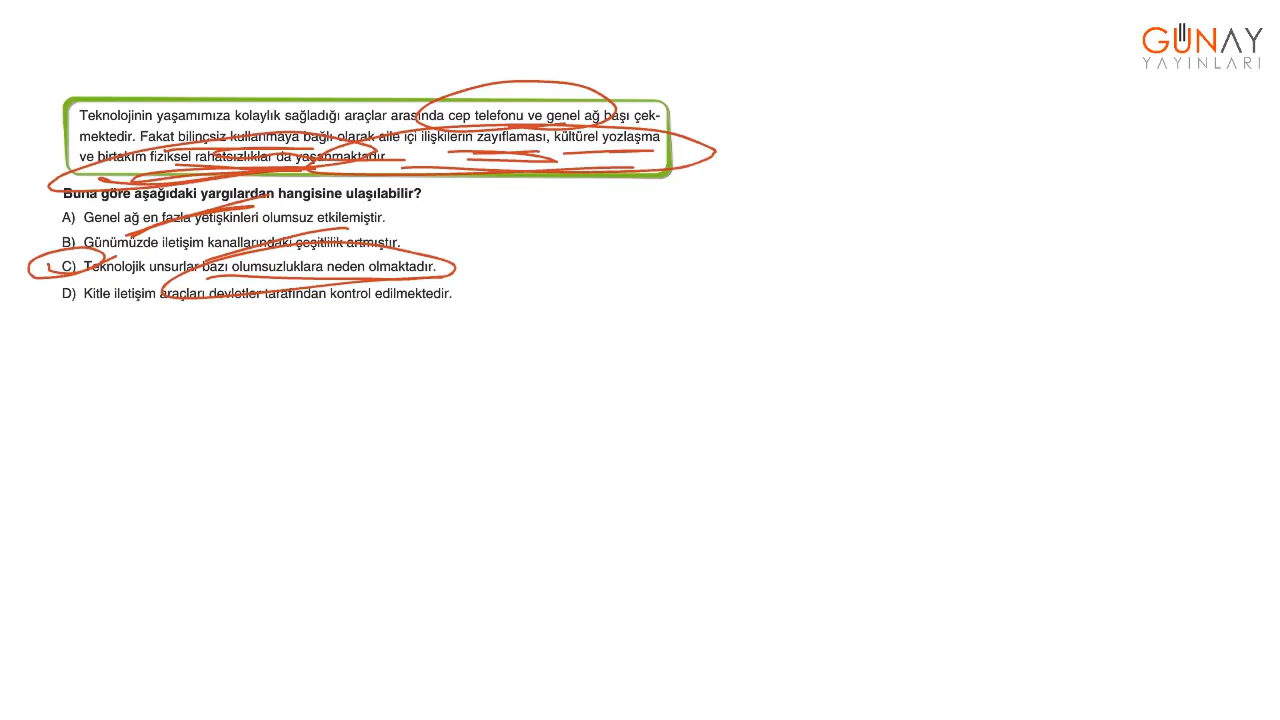 GÜNAY
YAYINLARI
Teknolojinin yaşamımıza kolaylık sağladığı araçlar arasında cep telefonu ve genel ağ başı çek-
mektedir. Fakat bilinçsiz kullanmaya bağlı olarak aile içi ilişkilerin zayıflaması, kültürel yozlaşma
ve birtakım fiziksel rahatsızlıklar da yaşanmaktadır.
Buna göre aşağıdaki yargılardan hangisine ulaşılabilir?
A) Genel ağ en fazla yetişkinleri olumsuz etkilemiştir.
B) Günümüzde iletişim kanallarındaki çeşitlilik artmıştır.
C) Teknolojik unsurlar bazı olumsuzluklara neden olmaktadır.
D) Kitle iletişim araçları devletler tarafından kontrol edilmektedir.